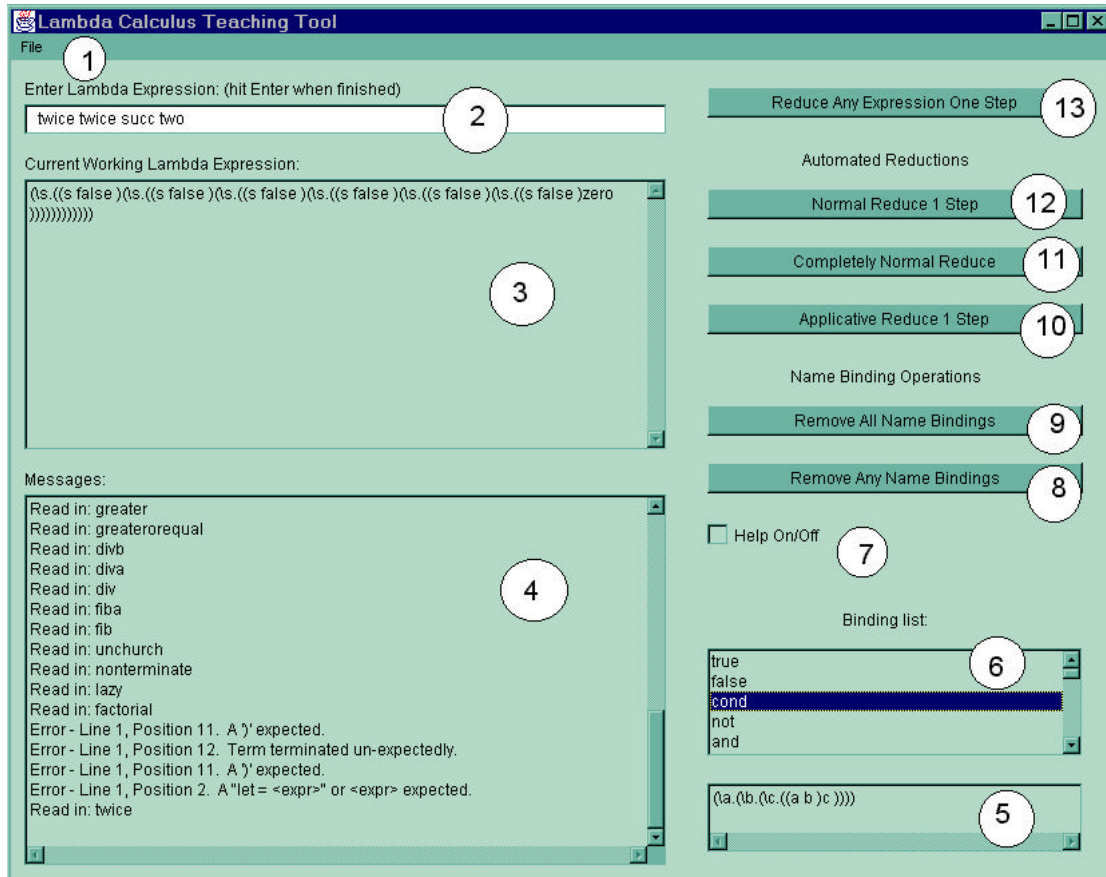 Lambda Calculus Teaching Tool
File
1
Enter Lambda Expression: (hit Enter when finished)
twice twice succ two
2
Current Working Lambda Expression:
(\s.((s false )(\s.((s false )(\s.((s false )(\s.((s false )(\s.((s false )(\s.((s false )zero
))))))))))))
3
Messages:
Read in: greater
Read in: greaterorequal
Read in: divb
Read in: diva
Read in: div
Read in: fiba
Read in: fib
Read in: unchurch
Read in: nonterminate
Read in: lazy
Read in: factorial
Error - Line 1, Position 11.  A ')' expected.
Error - Line 1, Position 12.  Term terminated un-expectedly.
Error - Line 1, Position 11.  A ')' expected.
Error - Line 1, Position 2.  A "let = <expr>" or <expr> expected.
Read in: twice
4
Reduce Any Expression One Step
13
Automated Reductions
Normal Reduce 1 Step
12
Completely Normal Reduce
11
Applicative Reduce 1 Step
10
Name Binding Operations
Remove All Name Bindings
9
Remove Any Name Bindings
8
Help On/Off
7
Binding list:
true
false
cond
not
and
6
(\a.(\b.(\c.((a b )c ))))
5